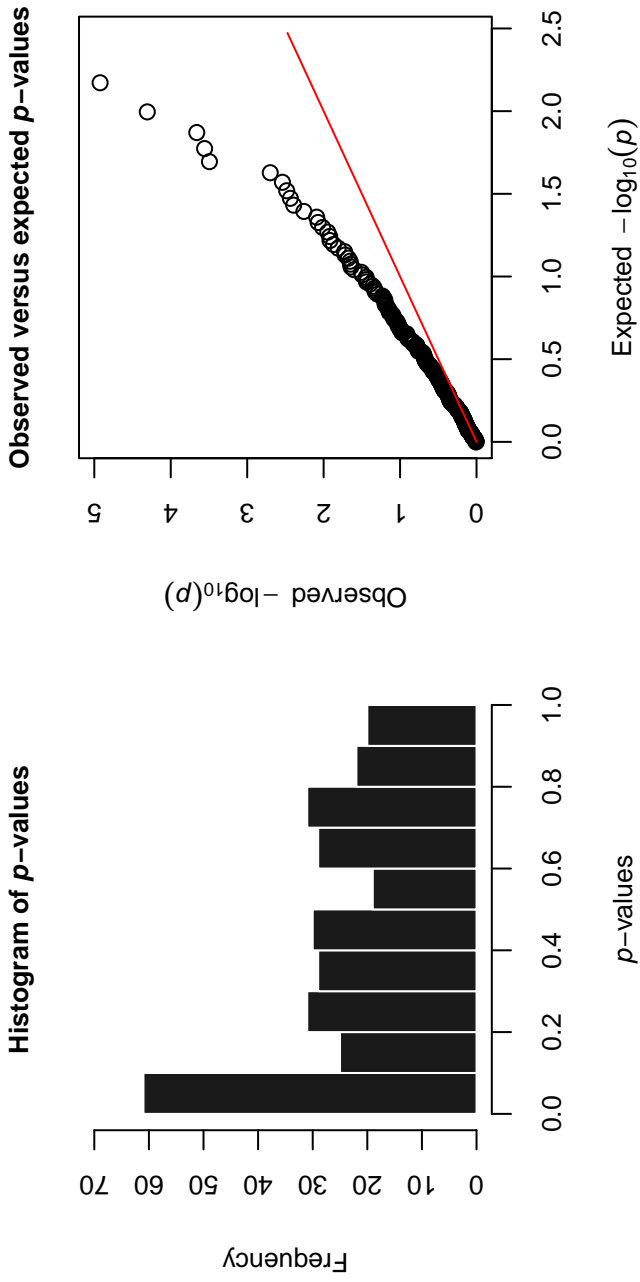 Histogram of p−values
Frequency
0 10 20 30 40 50 60 70
0.0 0.2 0.4 0.6 0.8 1.0
p−values
Observed versus expected p−values
Observed −log10(p)
0 1 2 3 4 5
0.0 0.5 1.0 1.5 2.0 2.5
Expected −log10(p)